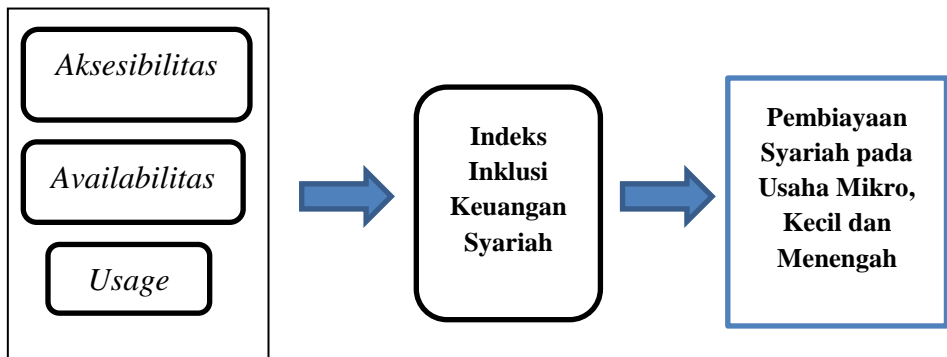 Aksesibilitas
Availabilitas
Usage
Indeks
Inklusi
Keuangan
Syariah
Pembiayaan
Syariah pada
Usaha Mikro,
Kecil dan
Menengah